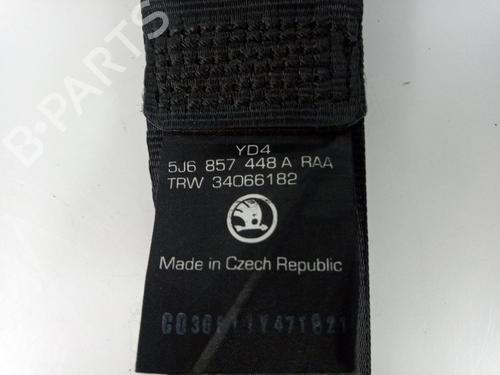 B-PARTS
YD4
5J6 857 448 A RAA
TRW 34066182
Made in Czech Republic